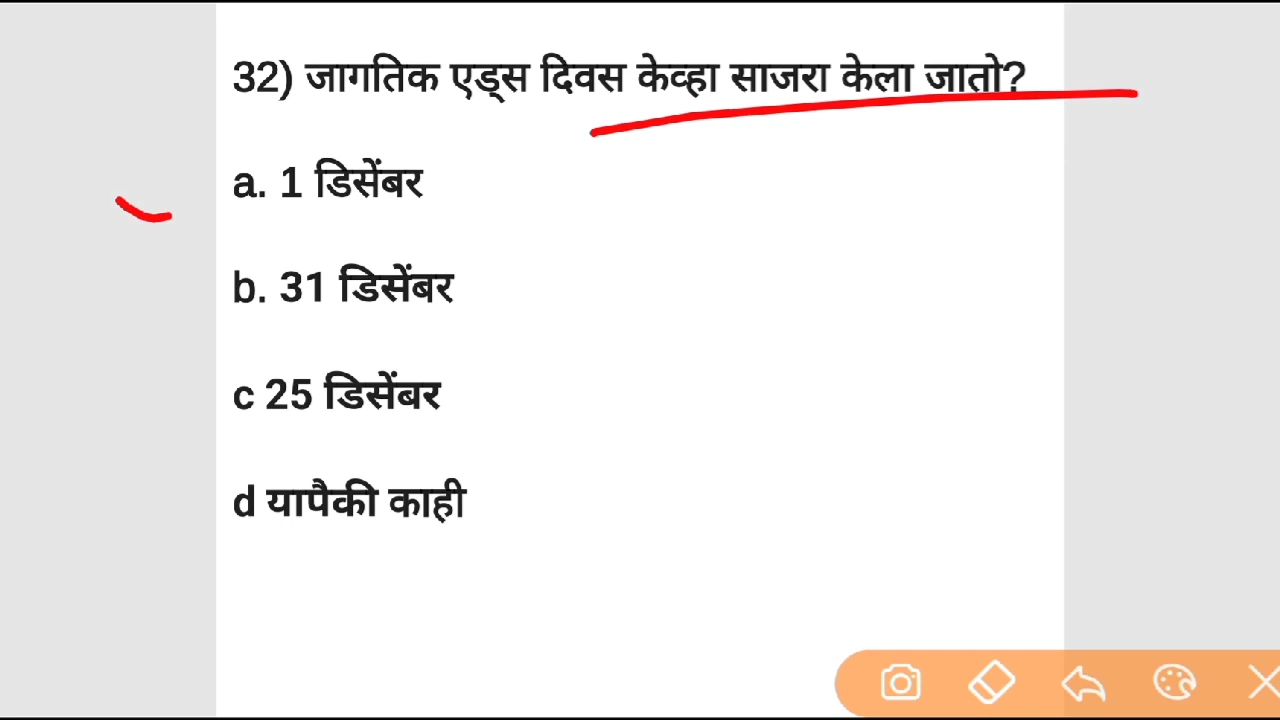 32) जागतिक एड्स दिवस केव्हा साजरा केला जातो?
a. 1 डिसेंबर
b. 31 डिसेंबर
c 25 डिसेंबर
d यापैकी काही